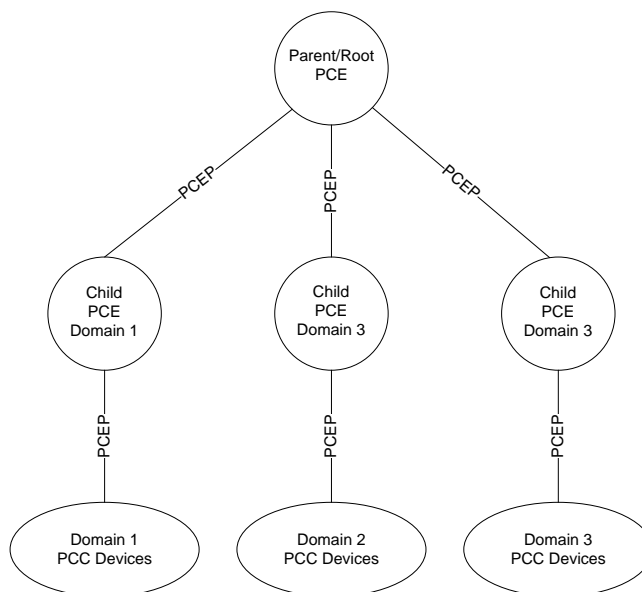 Parent/Root
PCE
PCEP
PCEP
PCEP
Child
PCE
Domain 1
Child
PCE
Domain 3
Child
PCE
Domain 3
PCEP
PCEP
PCEP
Domain 1
PCC Devices
Domain 2
PCC Devices
Domain 3
PCC Devices